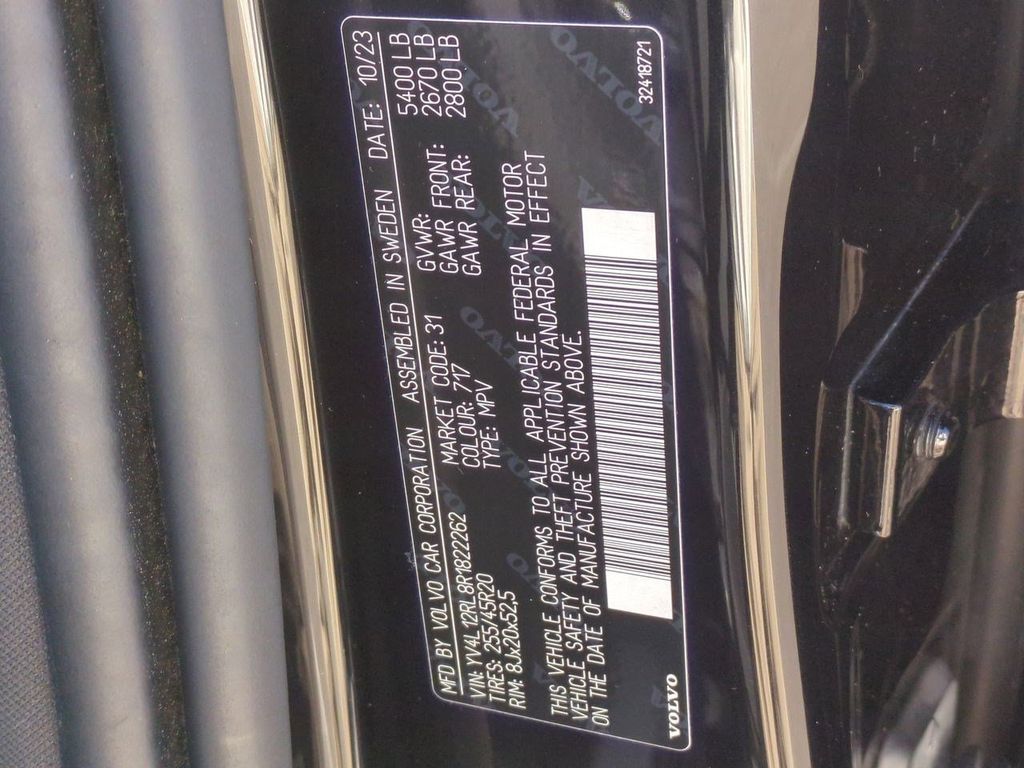 MFD BY VOLVO CAR CORPORATION ASSEMBLED IN SWEDEN DATE: 10/23
VIN: YV4L12RL8R1822262 MARKET CODE: 31 GVWR: 5400 LB
TIRES: 255/45R20 COLOUR: 717 GAWR FRONT: 2670 LB
RIM: 8Jx20x52,5 TYPE: MPV GAWR REAR: 2800 LB
THIS VEHICLE CONFORMS TO ALL APPLICABLE FEDERAL MOTOR
VEHICLE SAFETY AND THEFT PREVENTION STANDARDS IN EFFECT
ON THE DATE OF MANUFACTURE SHOWN ABOVE.
VOLVO 32418721